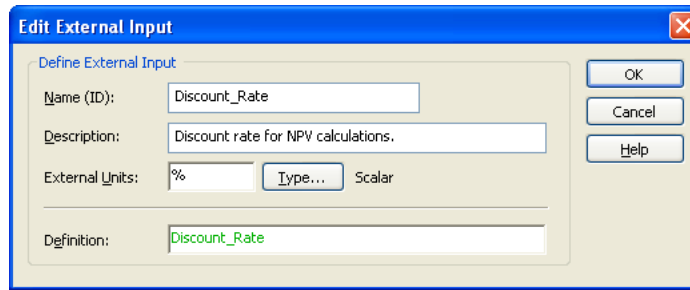 Edit External Input
Define External Input
Name (ID): Discount_Rate
Description: Discount rate for NPV calculations.
External Units: % Type... Scalar
Definition: Discount_Rate
OK
Cancel
Help